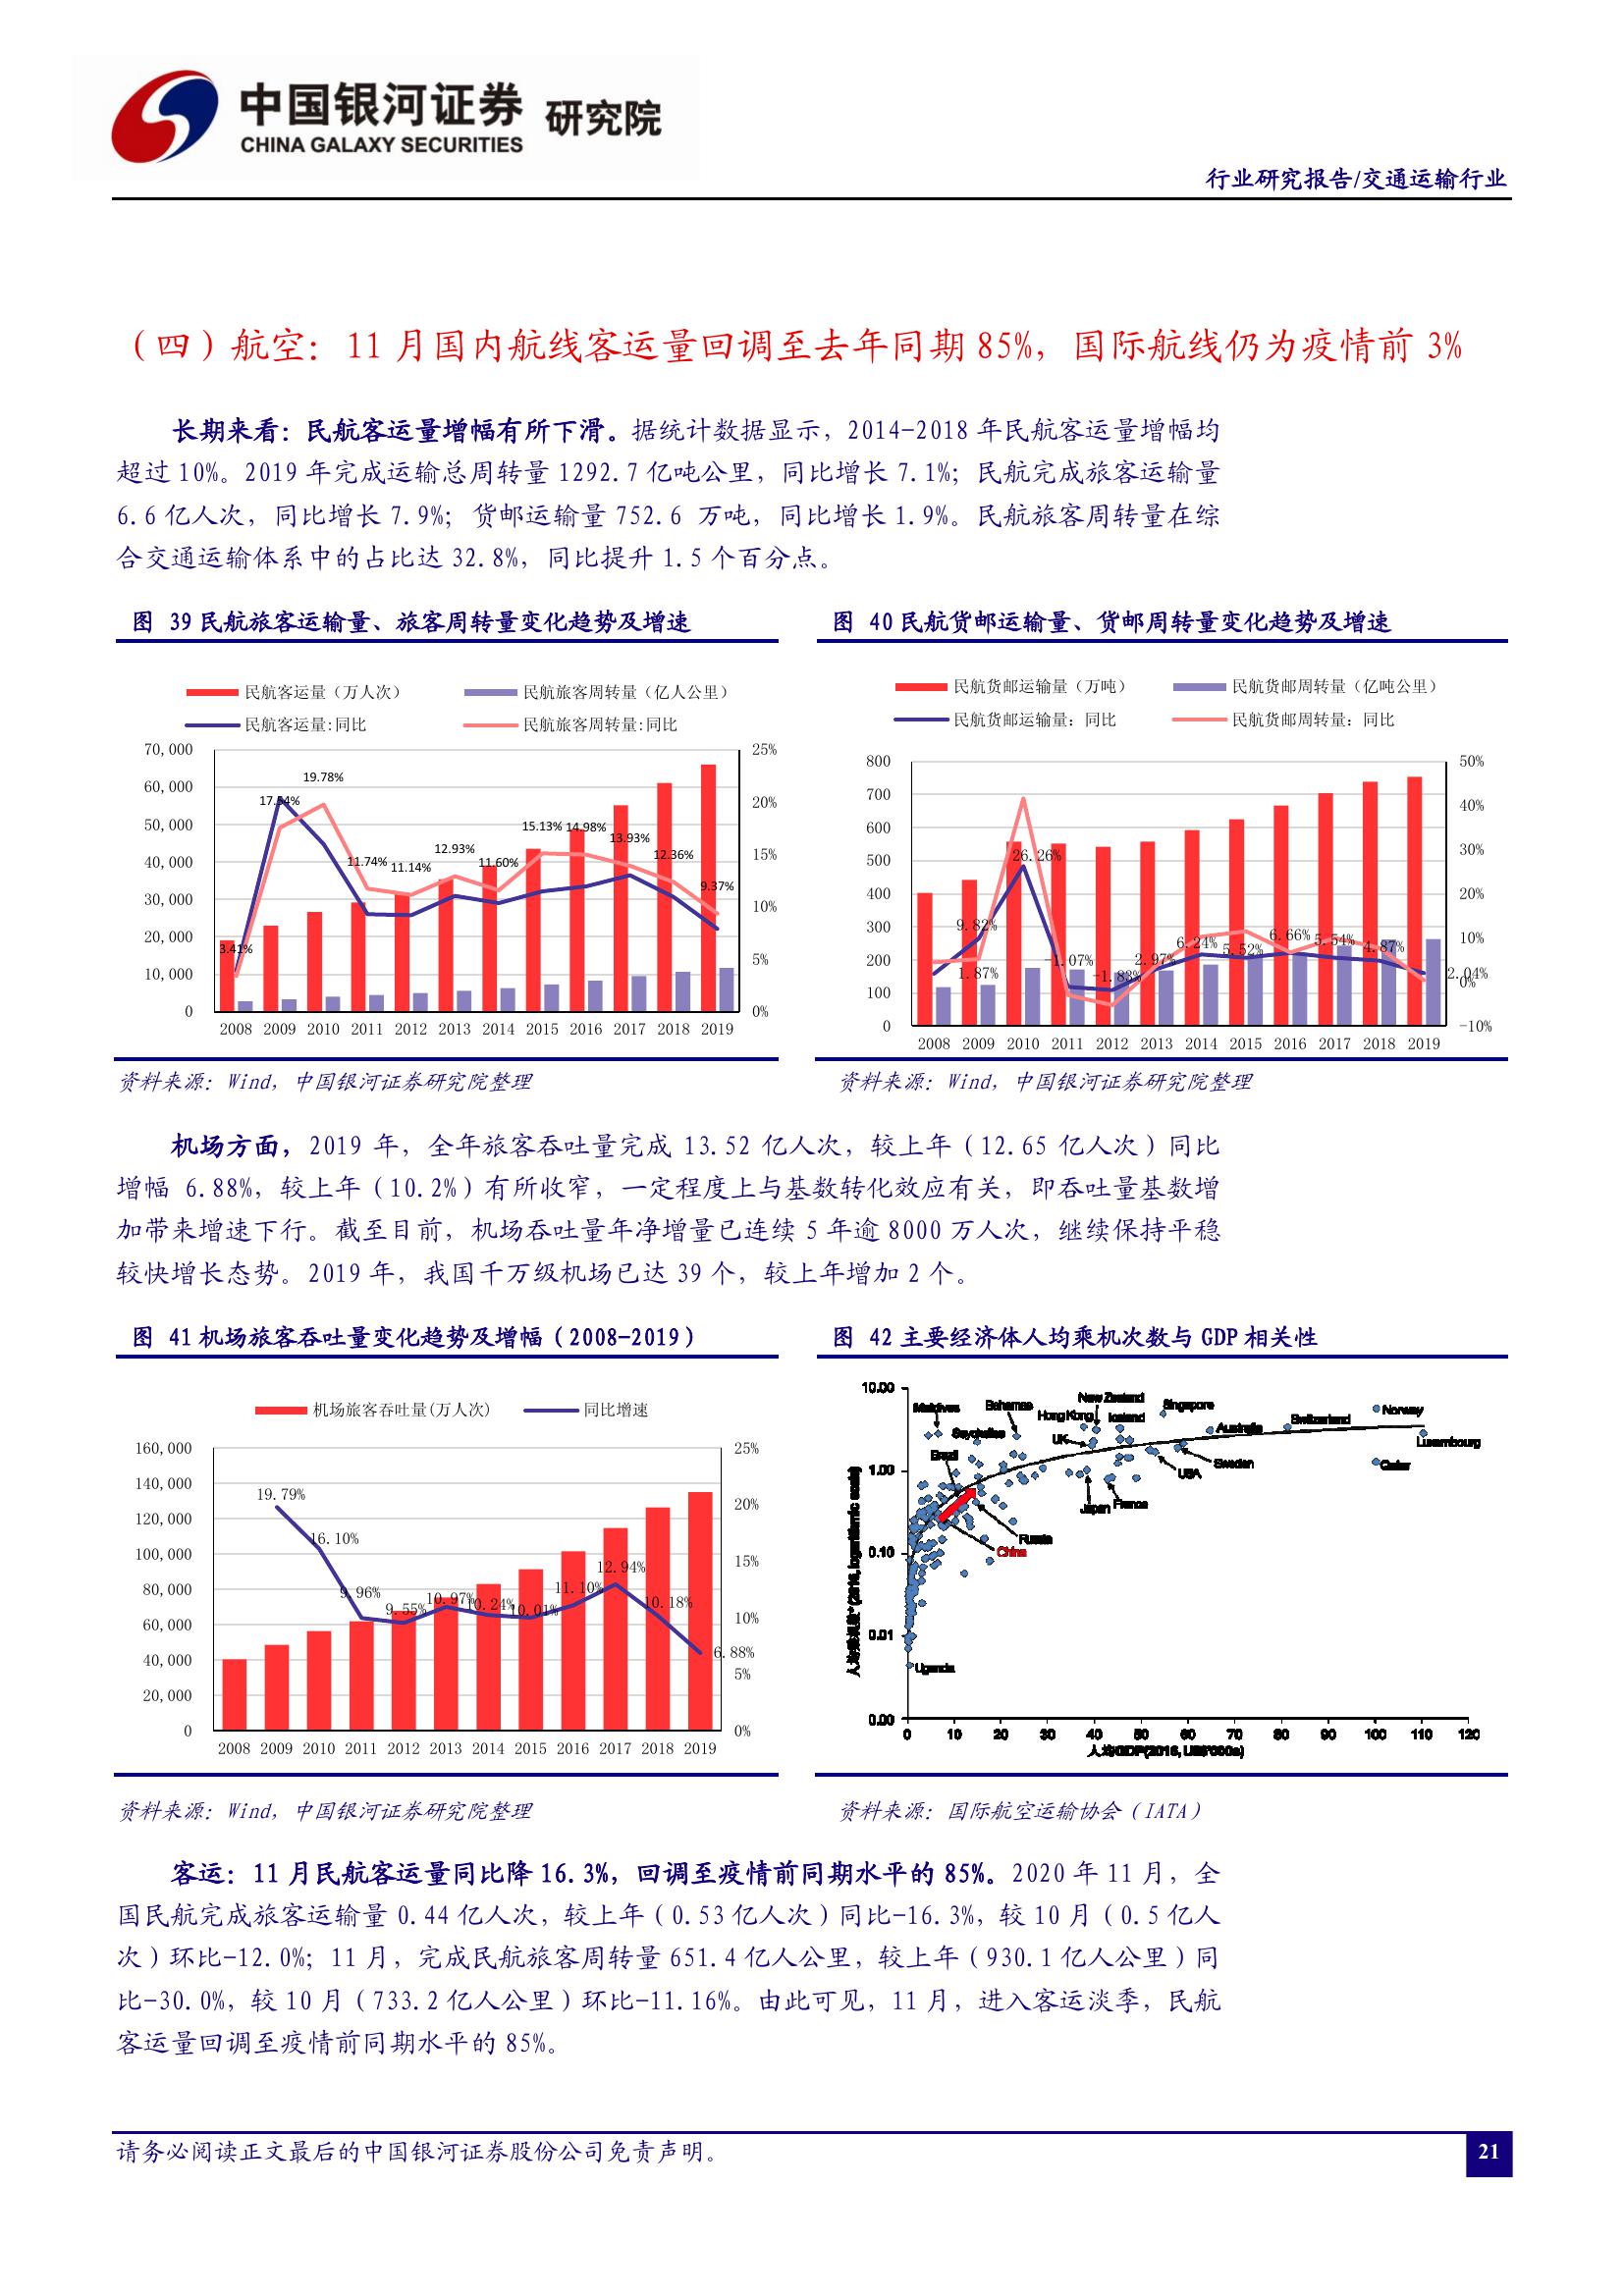 中国银河证券 研究院
CHINA GALAXY SECURITIES
行业研究报告/交通运输行业
（四）航空：11 月国内航线客运量回调至去年同期 85%，国际航线仍为疫情前 3%
长期来看：民航客运量增幅有所下滑。据统计数据显示，2014-2018 年民航客运量增幅均
超过 10%。2019 年完成运输总周转量 1292.7 亿吨公里，同比增长 7.1%；民航完成旅客运输量
6.6 亿人次，同比增长 7.9%；货邮运输量 752.6 万吨，同比增长 1.9%。民航旅客周转量在综
合交通运输体系中的占比达 32.8%，同比提升 1.5 个百分点。
图 39 民航旅客运输量、旅客周转量变化趋势及增速
民航客运量（万人次） 民航旅客周转量（亿人公里）
民航客运量:同比 民航旅客周转量:同比
70,000 25%
60,000 20%
50,000 15%
40,000 10%
30,000 5%
20,000 0%
10,000
0
3.41% 17.54% 19.78% 11.74% 11.14% 12.93% 11.60% 15.13% 14.98% 13.93% 12.36% 9.37%
2008 2009 2010 2011 2012 2013 2014 2015 2016 2017 2018 2019
资料来源：Wind，中国银河证券研究院整理
图 40 民航货邮运输量、货邮周转量变化趋势及增速
民航货邮运输量（万吨） 民航货邮周转量（亿吨公里）
民航货邮运输量：同比 民航货邮周转量：同比
800 50%
700 40%
600 30%
500 20%
400 10%
300 0%
200 -10%
100
0
9.82% 1.87% 26.26% -1.07% -1.83% 2.97% 6.24% 5.52% 6.66% 5.54% 4.87% 2.04%
2008 2009 2010 2011 2012 2013 2014 2015 2016 2017 2018 2019
资料来源：Wind，中国银河证券研究院整理
机场方面，2019 年，全年旅客吞吐量完成 13.52 亿人次，较上年（12.65 亿人次）同比
增幅 6.88%，较上年（10.2%）有所收窄，一定程度上与基数转化效应有关，即吞吐量基数增
加带来增速下行。截至目前，机场吞吐量年净增量已连续 5 年逾 8000 万人次，继续保持平稳
较快增长态势。2019 年，我国千万级机场已达 39 个，较上年增加 2 个。
图 41 机场旅客吞吐量变化趋势及增幅（2008-2019）
机场旅客吞吐量(万人次) 同比增速
160,000 25%
140,000 20%
120,000 15%
100,000 10%
80,000 5%
60,000 0%
40,000
20,000
0
19.79% 16.10% 9.96% 9.55% 10.97% 10.24% 10.01% 11.10% 12.94% 10.18% 6.88%
2008 2009 2010 2011 2012 2013 2014 2015 2016 2017 2018 2019
资料来源：Wind，中国银河证券研究院整理
图 42 主要经济体人均乘机次数与 GDP 相关性
10.00
1.00
0.10
0.01
0.00
Maldives Bahamas New Zealand Singapore Norway
Hong Kong Iceland Switzerland
Seychelles UK Australia Luxembourg
Brazil USA Sweden Qatar
Japan France
Russia
China
Uganda
0 10 20 30 40 50 60 70 80 90 100 110 120
人均GDP(2016, US$'000s)
资料来源：国际航空运输协会（IATA）
客运：11 月民航客运量同比降 16.3%，回调至疫情前同期水平的 85%。2020 年 11 月，全
国民航完成旅客运输量 0.44 亿人次，较上年（0.53 亿人次）同比-16.3%，较 10 月（0.5 亿人
次）环比-12.0%；11 月，完成民航旅客周转量 651.4 亿人公里，较上年（930.1 亿人公里）同
比-30.0%，较 10 月（733.2 亿人公里）环比-11.16%。由此可见，11 月，进入客运淡季，民航
客运量回调至疫情前同期水平的 85%。
请务必阅读正文最后的中国银河证券股份公司免责声明。
21